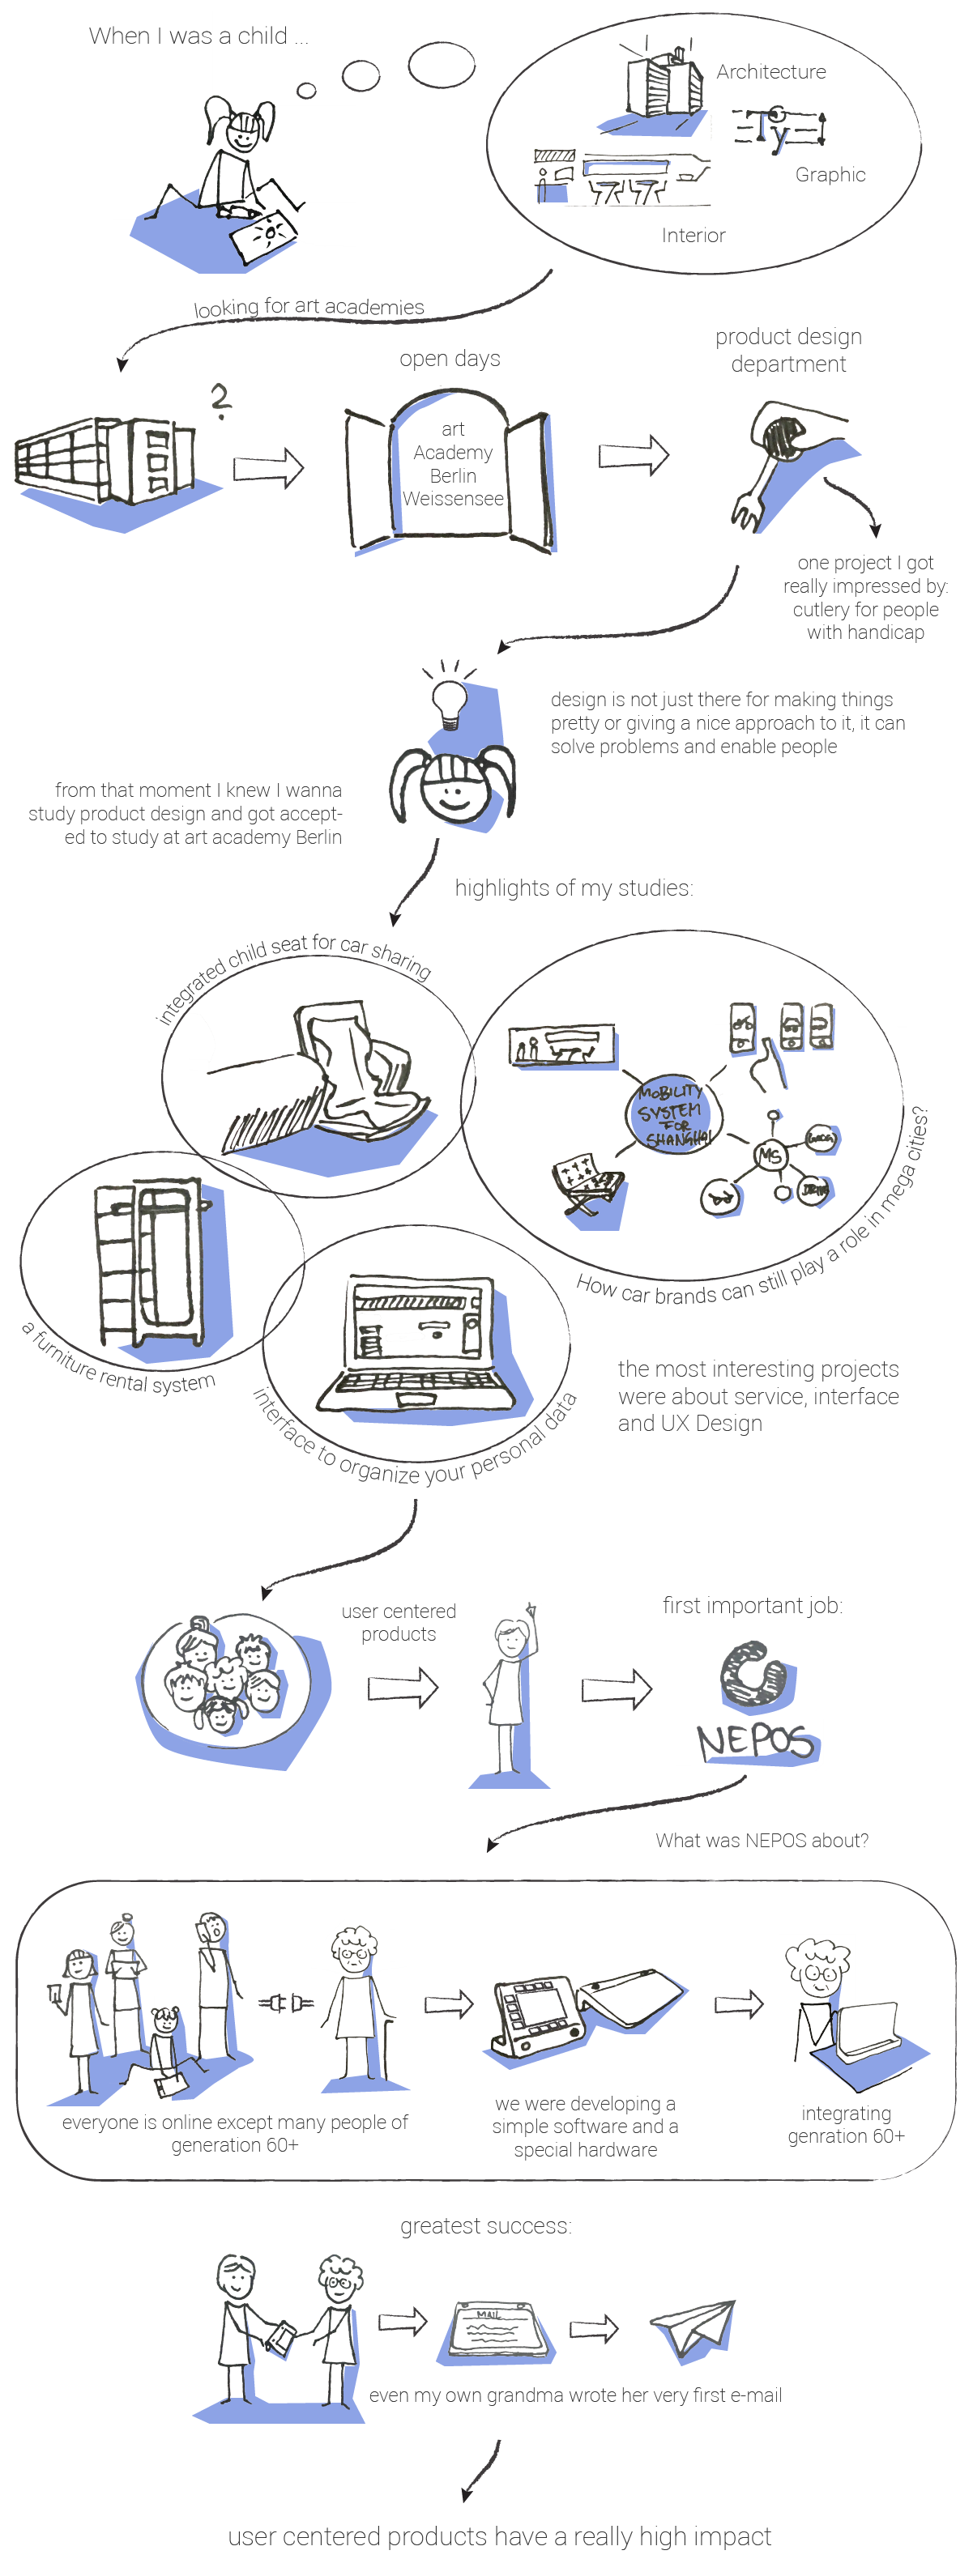 When I was a child ...
Architecture
Ty
Graphic
Interior
looking for art academies
?
open days
art
Academy
Berlin
Weissensee
product design
department
one project I got
really impressed by:
cutlery for people
with handicap
design is not just there for making things
pretty or giving a nice approach to it, it can
solve problems and enable people
from that moment I knew I wanna
study product design and got accept-
ed to study at art academy Berlin
highlights of my studies:
integrated child seat for car sharing
MOBILITY
SYSTEM
FOR
SHANGHAI
MS
How car brands can still play a role in mega cities?
a furniture rental system
interface to organize your personal data
the most interesting projects
were about service, interface
and UX Design
user centered
products
first important job:
NEPOS
What was NEPOS about?
everyone is online except many people of
generation 60+
we were developing a
simple software and a
special hardware
integrating
genration 60+
greatest success:
MAIL
even my own grandma wrote her very first e-mail
user centered products have a really high impact